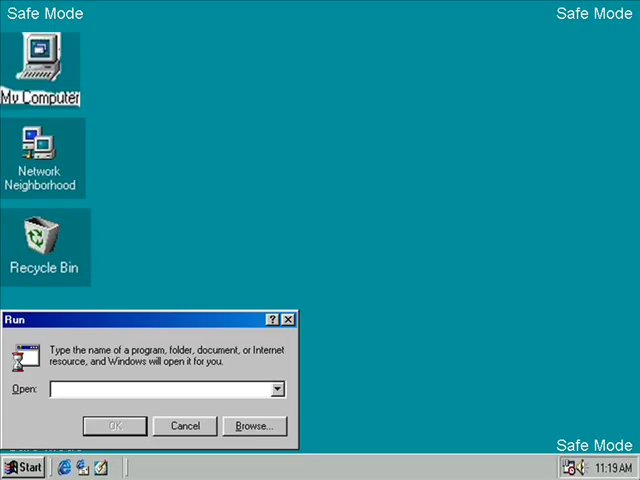 Safe Mode
Safe Mode
My Computer
Network
Neighborhood
Recycle Bin
Run
Type the name of a program, folder, document, or Internet
resource, and Windows will open it for you.
Open:
OK
Cancel
Browse...
Safe Mode
Safe Mode
Start
11:19 AM